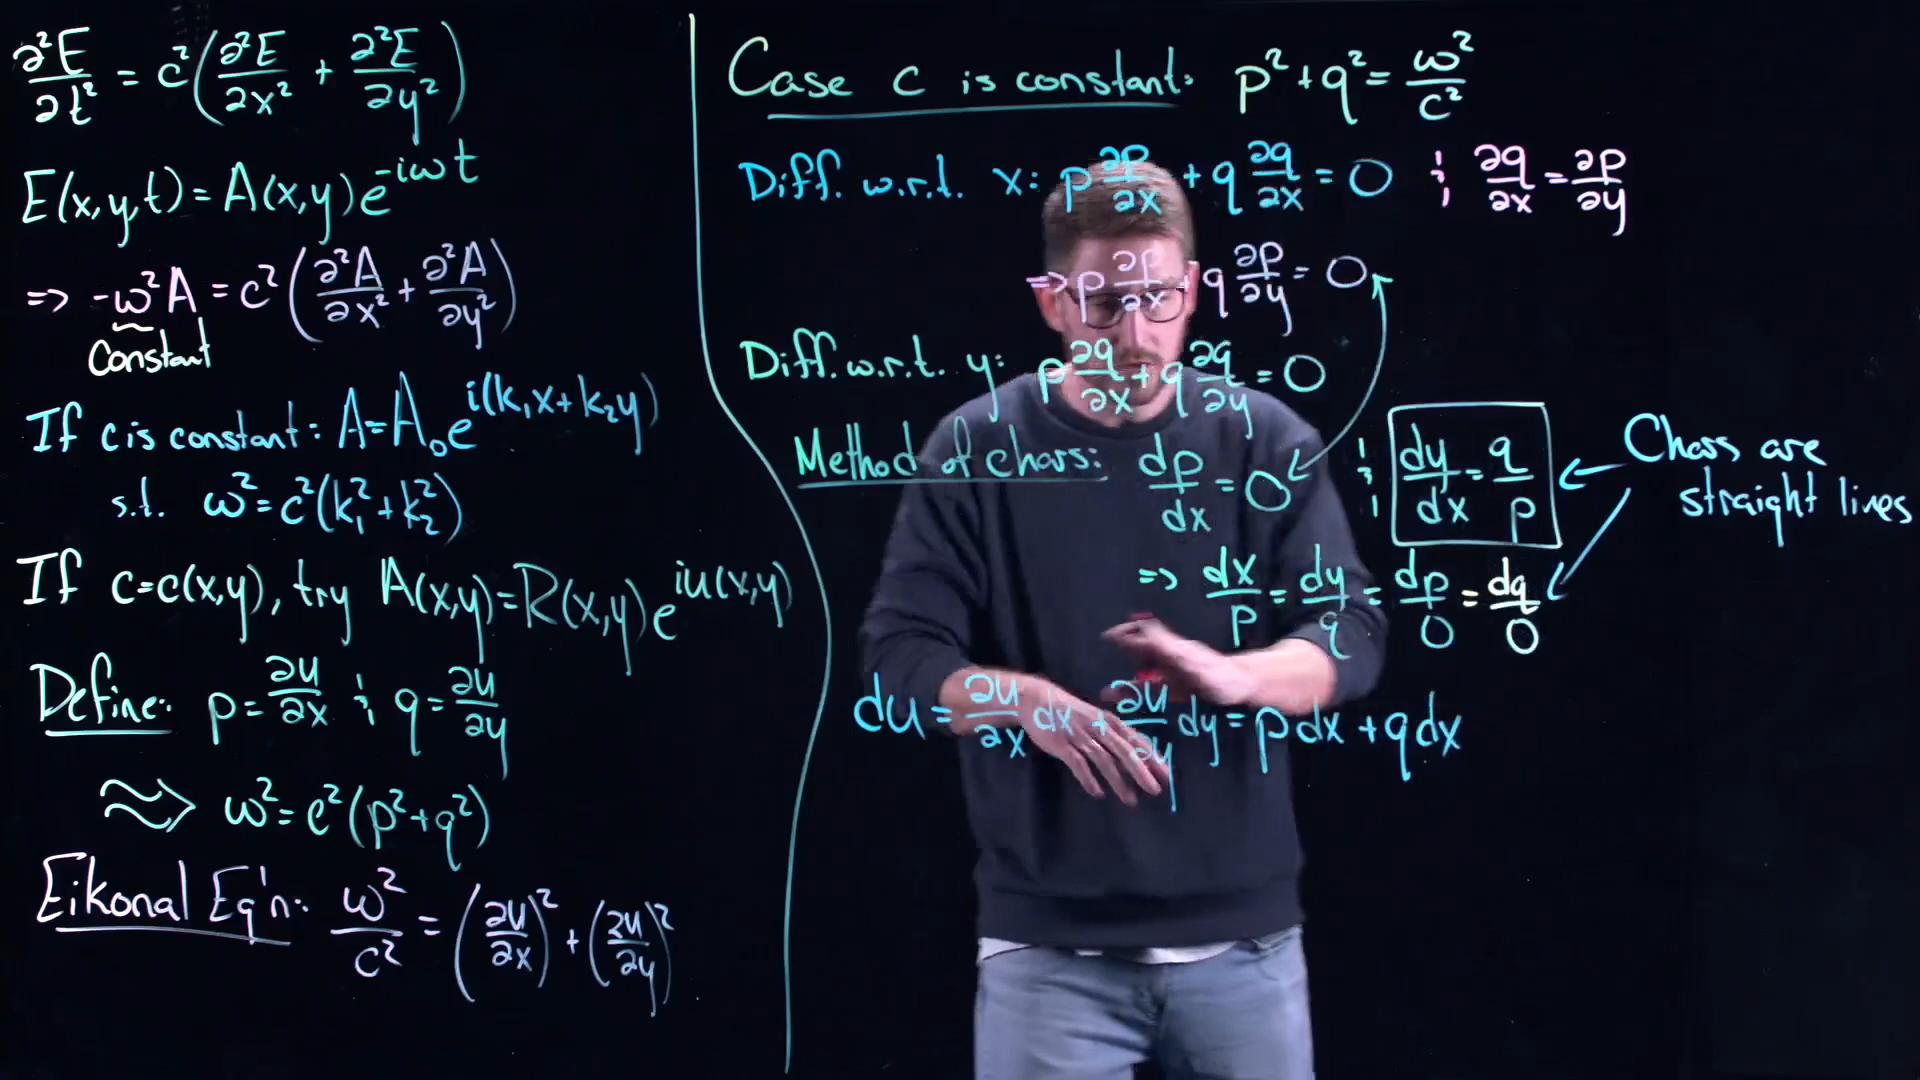 ∂²E/∂t² = c²(∂²E/∂x² + ∂²E/∂y²)
E(x,y,t) = A(x,y)e^{-iωt}
=> -ω²A = c²(∂²A/∂x² + ∂²A/∂y²)
Constant
If c is constant: A = A₀e^{i(k₁x+k₂y)}
s.t. ω² = c²(k₁²+k₂²)
If c=c(x,y), try A(x,y)=R(x,y)e^{iu(x,y)}
Define: p = ∂u/∂x & q = ∂u/∂y
≈> ω² = c²(p²+q²)
Eikonal Eq'n: ω²/c² = (∂u/∂x)² + (∂u/∂y)²
Case c is constant: p²+q² = ω²/c²
Diff. w.r.t. x: p ∂p/∂x + q ∂q/∂x = 0 & ∂q/∂x = ∂p/∂y
=> p ∂p/∂x + q ∂p/∂y = 0
Diff. w.r.t. y: p ∂q/∂x + q ∂q/∂y = 0
Method of chars: dp/dx = 0 & dy/dx = q/p
Chars are
straight lines
=> dx/p = dy/q = dp/0 = dq/0
du = ∂u/∂x dx + ∂u/∂y dy = pdx + qdx